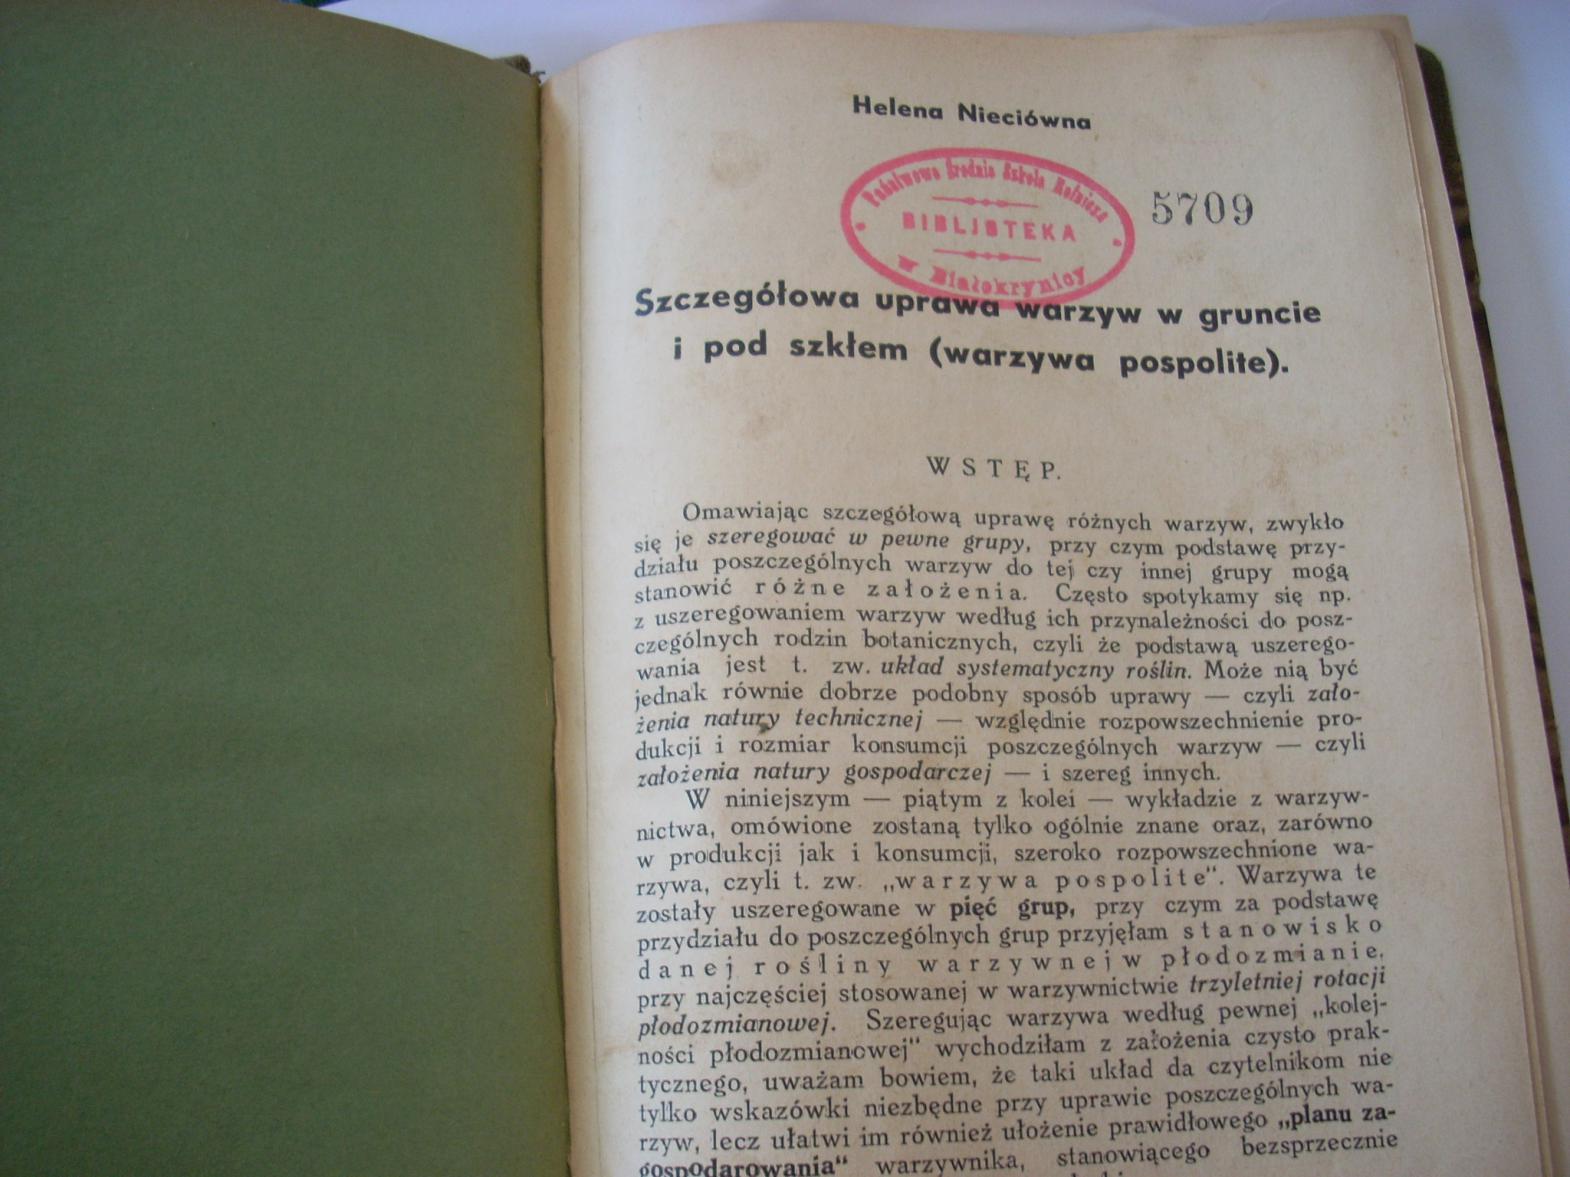 Helena Nieciówna
Państwowa Średnia Szkoła Rolnicza
BIBLJOTEKA
w Białokrynicy
5709
Szczegółowa uprawa warzyw w gruncie
i pod szkłem (warzywa pospolite).
WSTĘP.
Omawiając szczegółową uprawę różnych warzyw, zwykło
się je szeregować w pewne grupy, przy czym podstawę przy-
działu poszczególnych warzyw do tej czy innej grupy mogą
stanowić różne założenia. Często spotykamy się np.
z uszeregowaniem warzyw według ich przynależności do posz-
czególnych rodzin botanicznych, czyli że podstawą uszerego-
wania jest t. zw. układ systematyczny roślin. Może nią być
jednak równie dobrze podobny sposób uprawy — czyli zało-
żenia natury technicznej — względnie rozpowszechnienie pro-
dukcji i rozmiar konsumcji poszczególnych warzyw — czyli
założenia natury gospodarczej — i szereg innych.
W niniejszym — piątym z kolei — wykładzie z warzyw-
nictwa, omówione zostaną tylko ogólnie znane oraz, zarówno
w produkcji jak i konsumcji, szeroko rozpowszechnione wa-
rzywa, czyli t. zw. „warzywa pospolite". Warzywa te
zostały uszeregowane w pięć grup, przy czym za podstawę
przydziału do poszczególnych grup przyjęłam stanowisko
danej rośliny warzywnej w płodozmianie,
przy najczęściej stosowanej w warzywnictwie trzyletniej rotacji
płodozmianowej. Szeregując warzywa według pewnej „kolej-
ności płodozmianowej" wychodziłam z założenia czysto prak-
tycznego, uważam bowiem, że taki układ da czytelnikom nie
tylko wskazówki niezbędne przy uprawie poszczególnych wa-
rzyw, lecz ułatwi im również ułożenie prawidłowego „planu za-
gospodarowania" warzywnika, stanowiącego bezsprzecznie